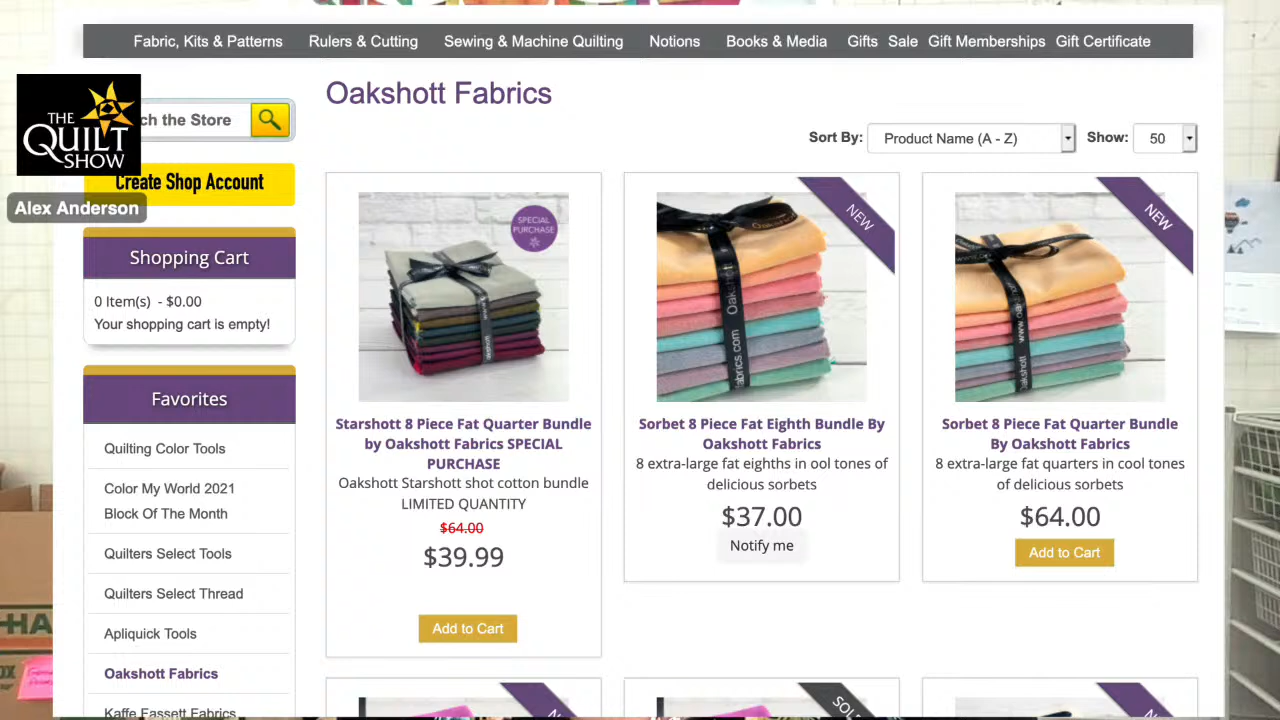 Fabric, Kits & Patterns Rulers & Cutting Sewing & Machine Quilting Notions Books & Media Gifts Sale Gift Memberships Gift Certificate
THE
QUILT
SHOW
ch the Store
Create Shop Account
Alex Anderson
Shopping Cart
0 Item(s) - $0.00
Your shopping cart is empty!
Favorites
Quilting Color Tools
Color My World 2021
Block Of The Month
Quilters Select Tools
Quilters Select Thread
Apliquick Tools
Oakshott Fabrics
Kaffe Fassett Fabrics
Oakshott Fabrics
Sort By: Product Name (A - Z) Show: 50
SPECIAL
PURCHASE
Starshott 8 Piece Fat Quarter Bundle
by Oakshott Fabrics SPECIAL
PURCHASE
Oakshott Starshott shot cotton bundle
LIMITED QUANTITY
$64.00
$39.99
Add to Cart
NEW
Sorbet 8 Piece Fat Eighth Bundle By
Oakshott Fabrics
8 extra-large fat eighths in ool tones of
delicious sorbets
$37.00
Notify me
NEW
Sorbet 8 Piece Fat Quarter Bundle
By Oakshott Fabrics
8 extra-large fat quarters in cool tones
of delicious sorbets
$64.00
Add to Cart